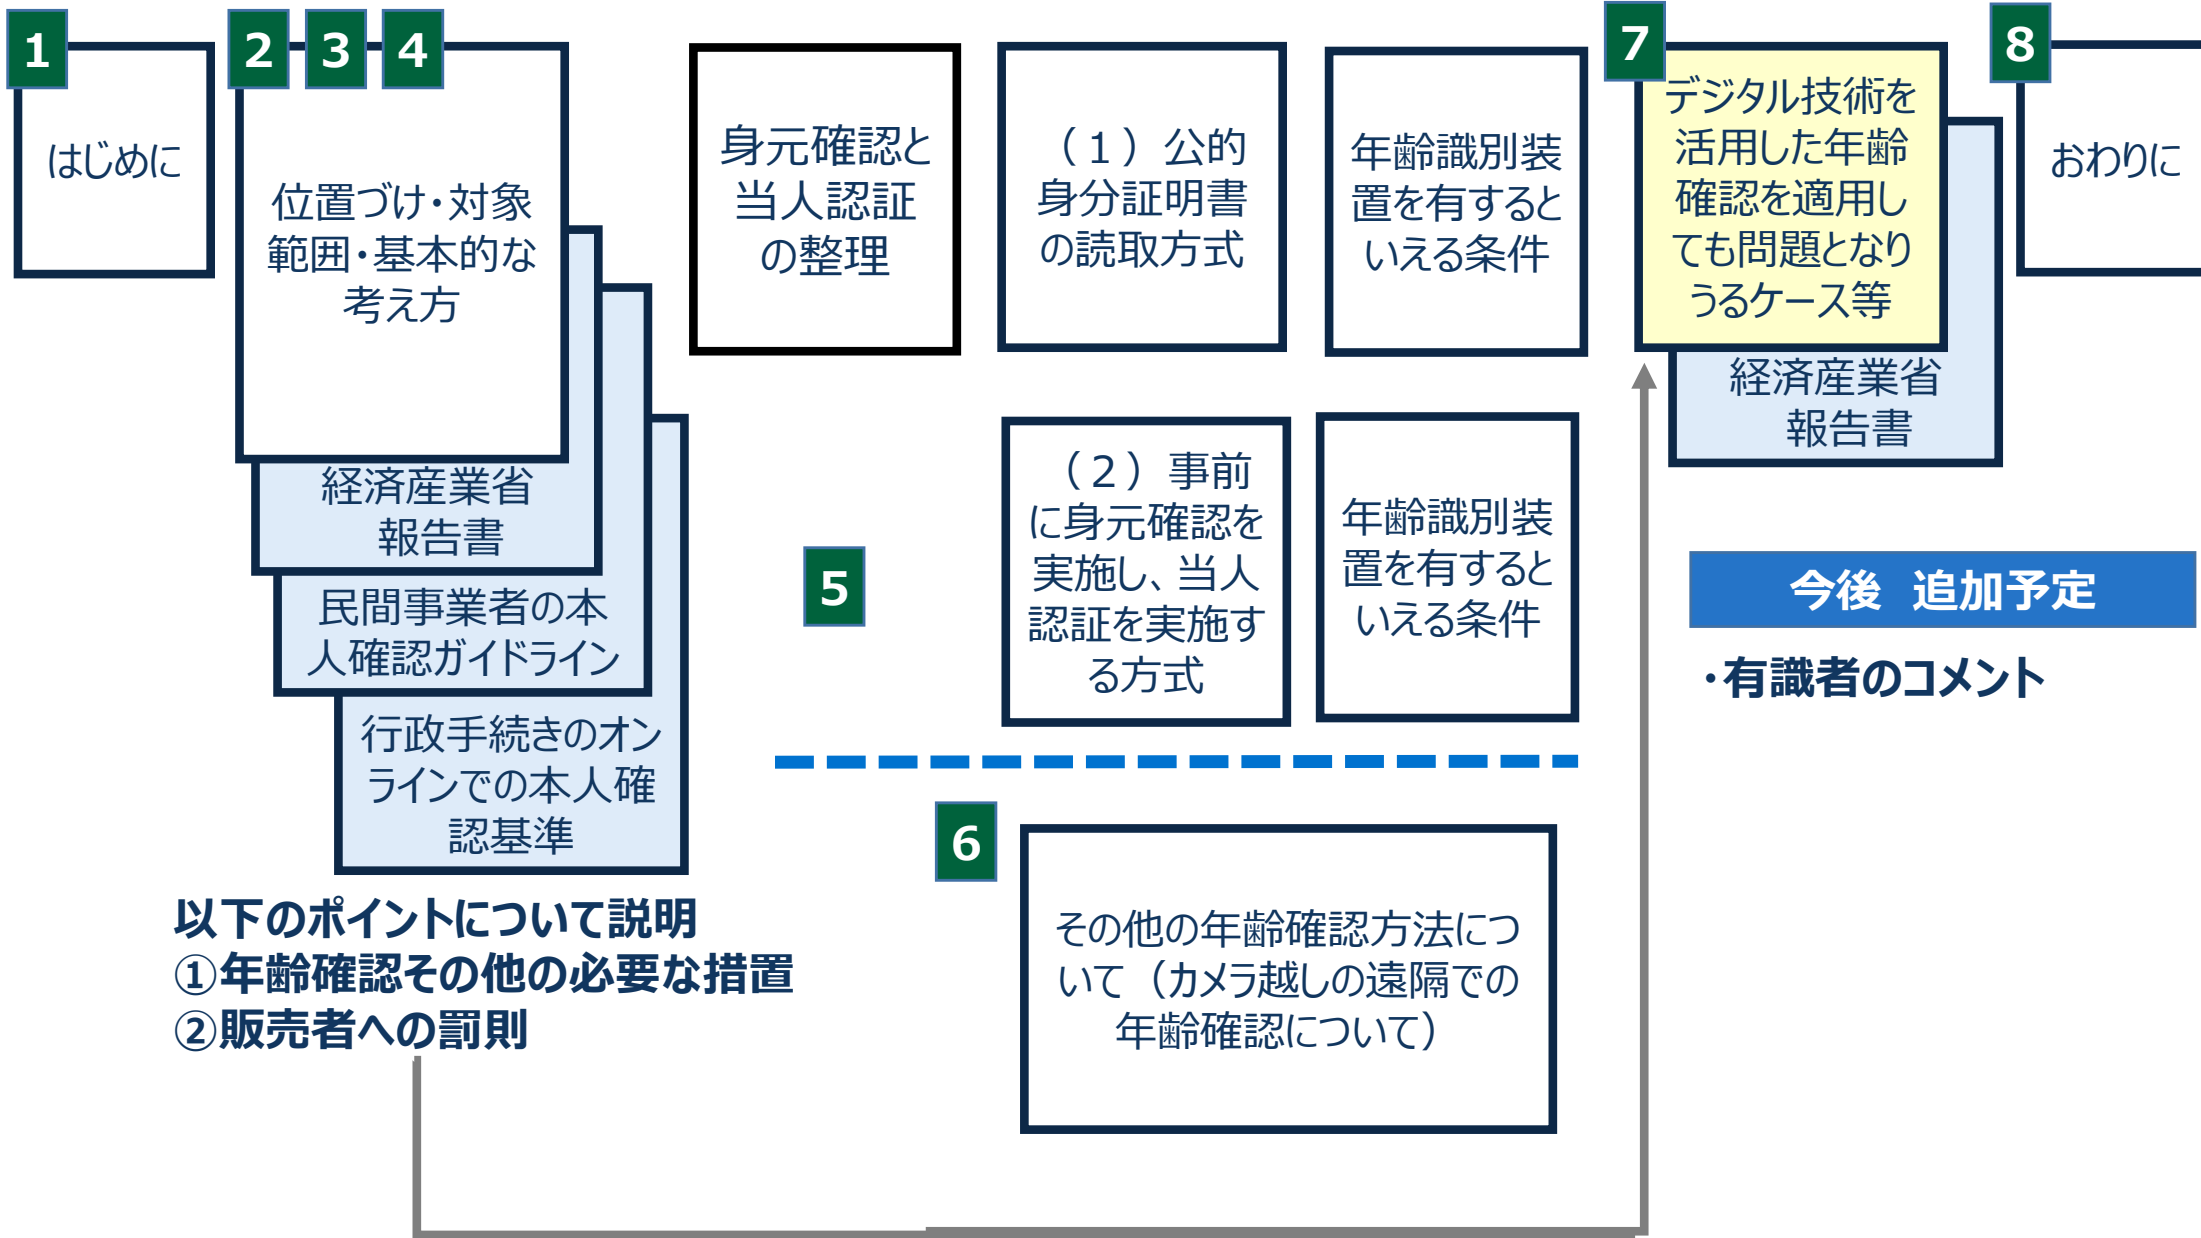 1
はじめに
2 3 4
位置づけ・対象
範囲・基本的な
考え方
経済産業省
報告書
民間事業者の本
人確認ガイドライン
行政手続きのオン
ラインでの本人確
認基準
以下のポイントについて説明
①年齢確認その他の必要な措置
②販売者への罰則
5
身元確認と
当人認証
の整理
（１）公的
身分証明書
の読取方式
年齢識別装
置を有すると
いえる条件
（２）事前
に身元確認を
実施し、当人
認証を実施す
る方式
年齢識別装
置を有すると
いえる条件
6
その他の年齢確認方法につ
いて（カメラ越しの遠隔での
年齢確認について）
7
デジタル技術を
活用した年齢
確認を適用し
ても問題となり
うるケース等
経済産業省
報告書
今後　追加予定
・有識者のコメント
8
おわりに